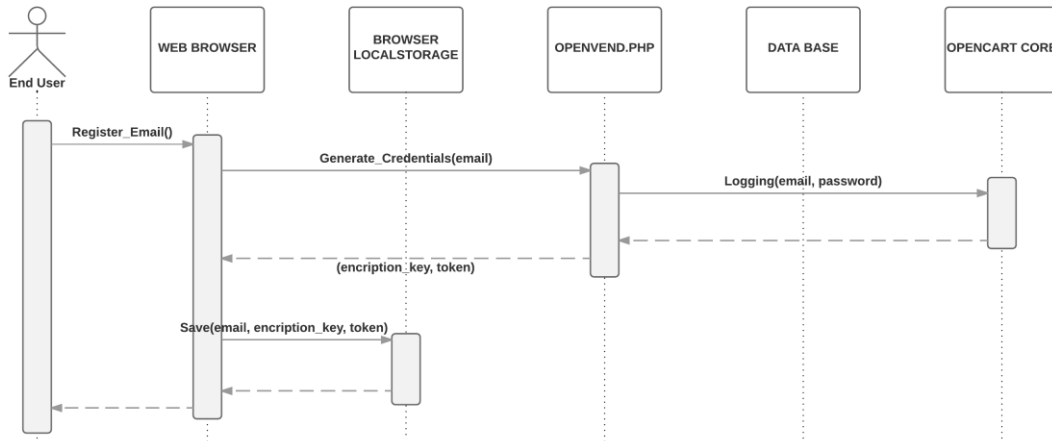 End User
WEB BROWSER
BROWSER
LOCALSTORAGE
OPENVEND.PHP
DATA BASE
OPENCART CORE
Register_Email()
Generate_Credentials(email)
Logging(email, password)
(encription_key, token)
Save(email, encription_key, token)